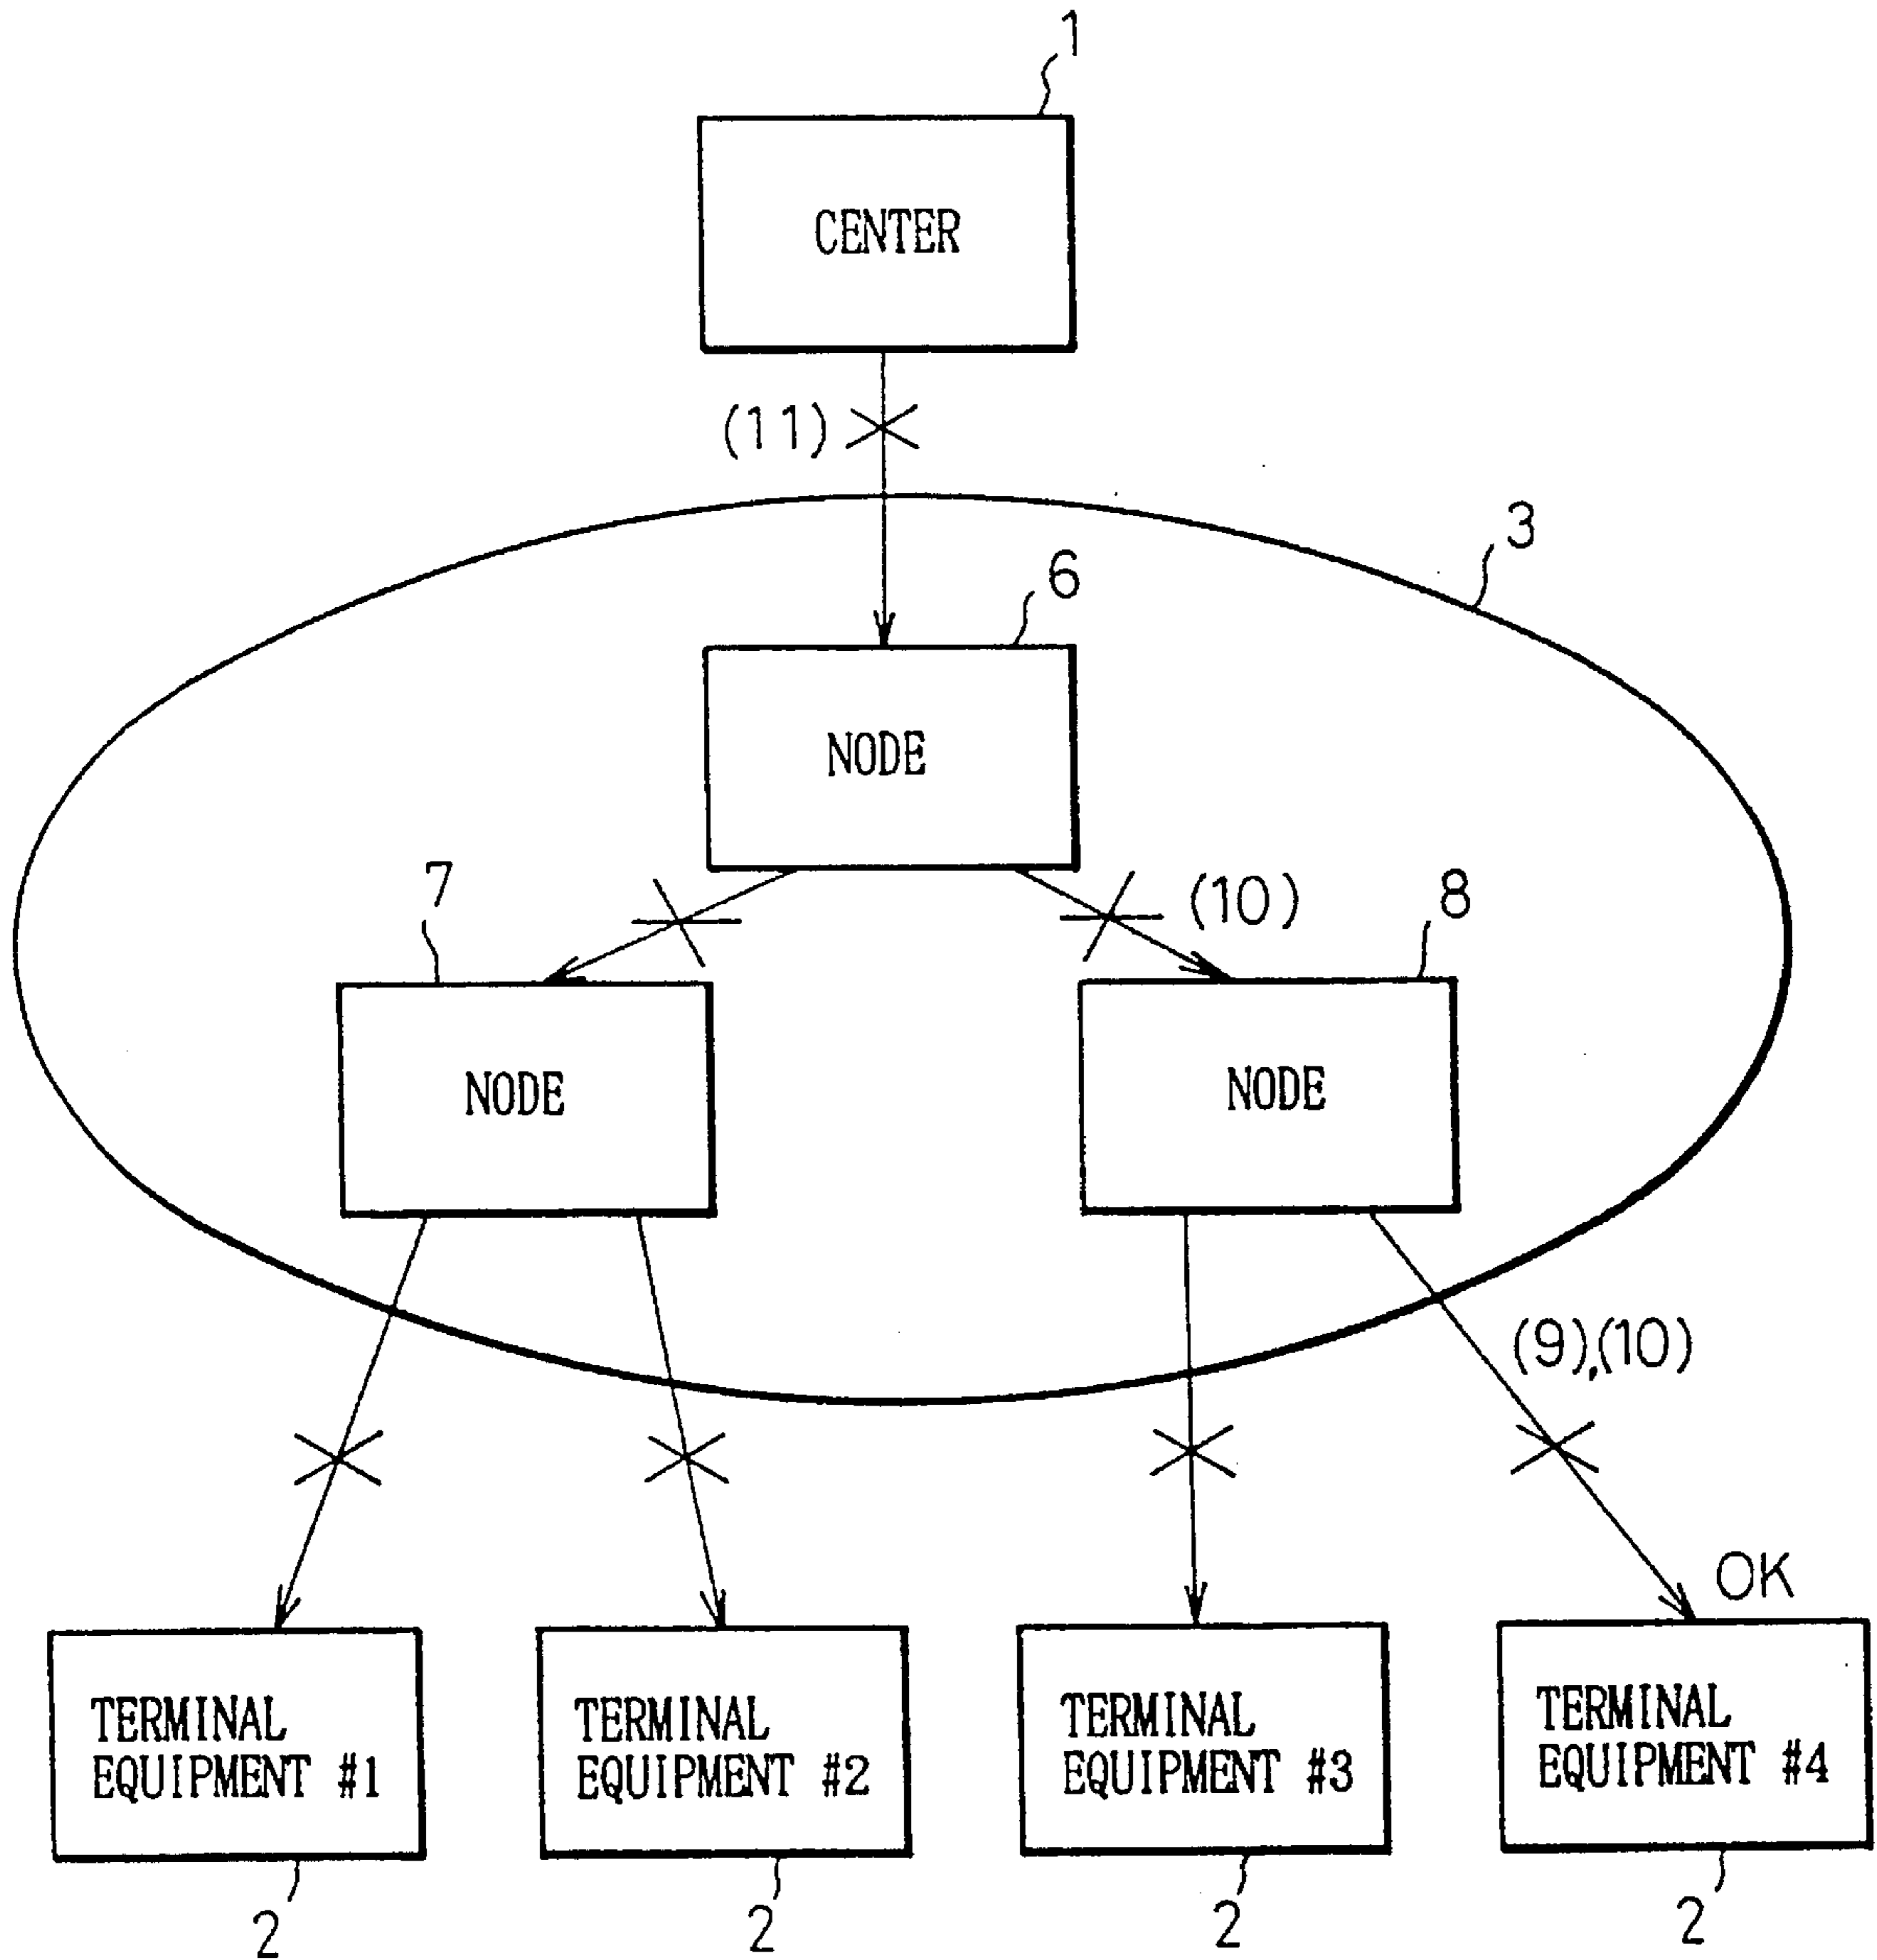 1
CENTER
(11)
3
6
NODE
7
(10)
8
NODE
NODE
(9),(10)
OK
TERMINAL
EQUIPMENT #1
TERMINAL
EQUIPMENT #2
TERMINAL
EQUIPMENT #3
TERMINAL
EQUIPMENT #4
2
2
2
2